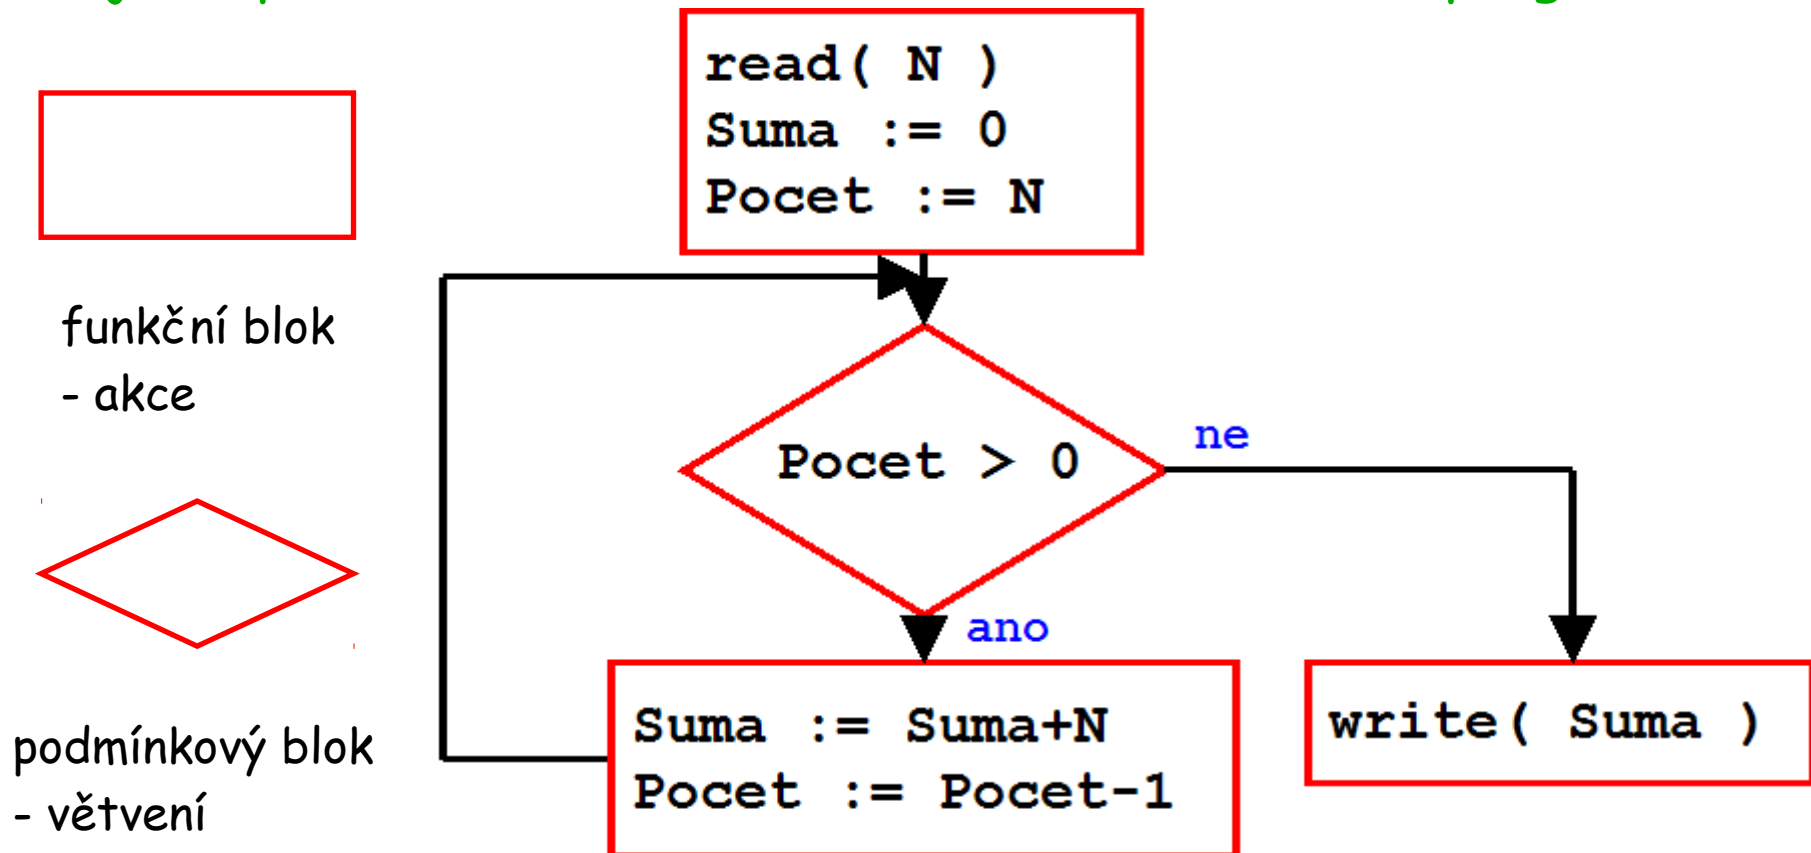 read( N )
Suma := 0
Pocet := N
funkční blok
- akce
Pocet > 0
ne
ano
podmínkový blok
- větvení
Suma := Suma+N
Pocet := Pocet-1
write( Suma )